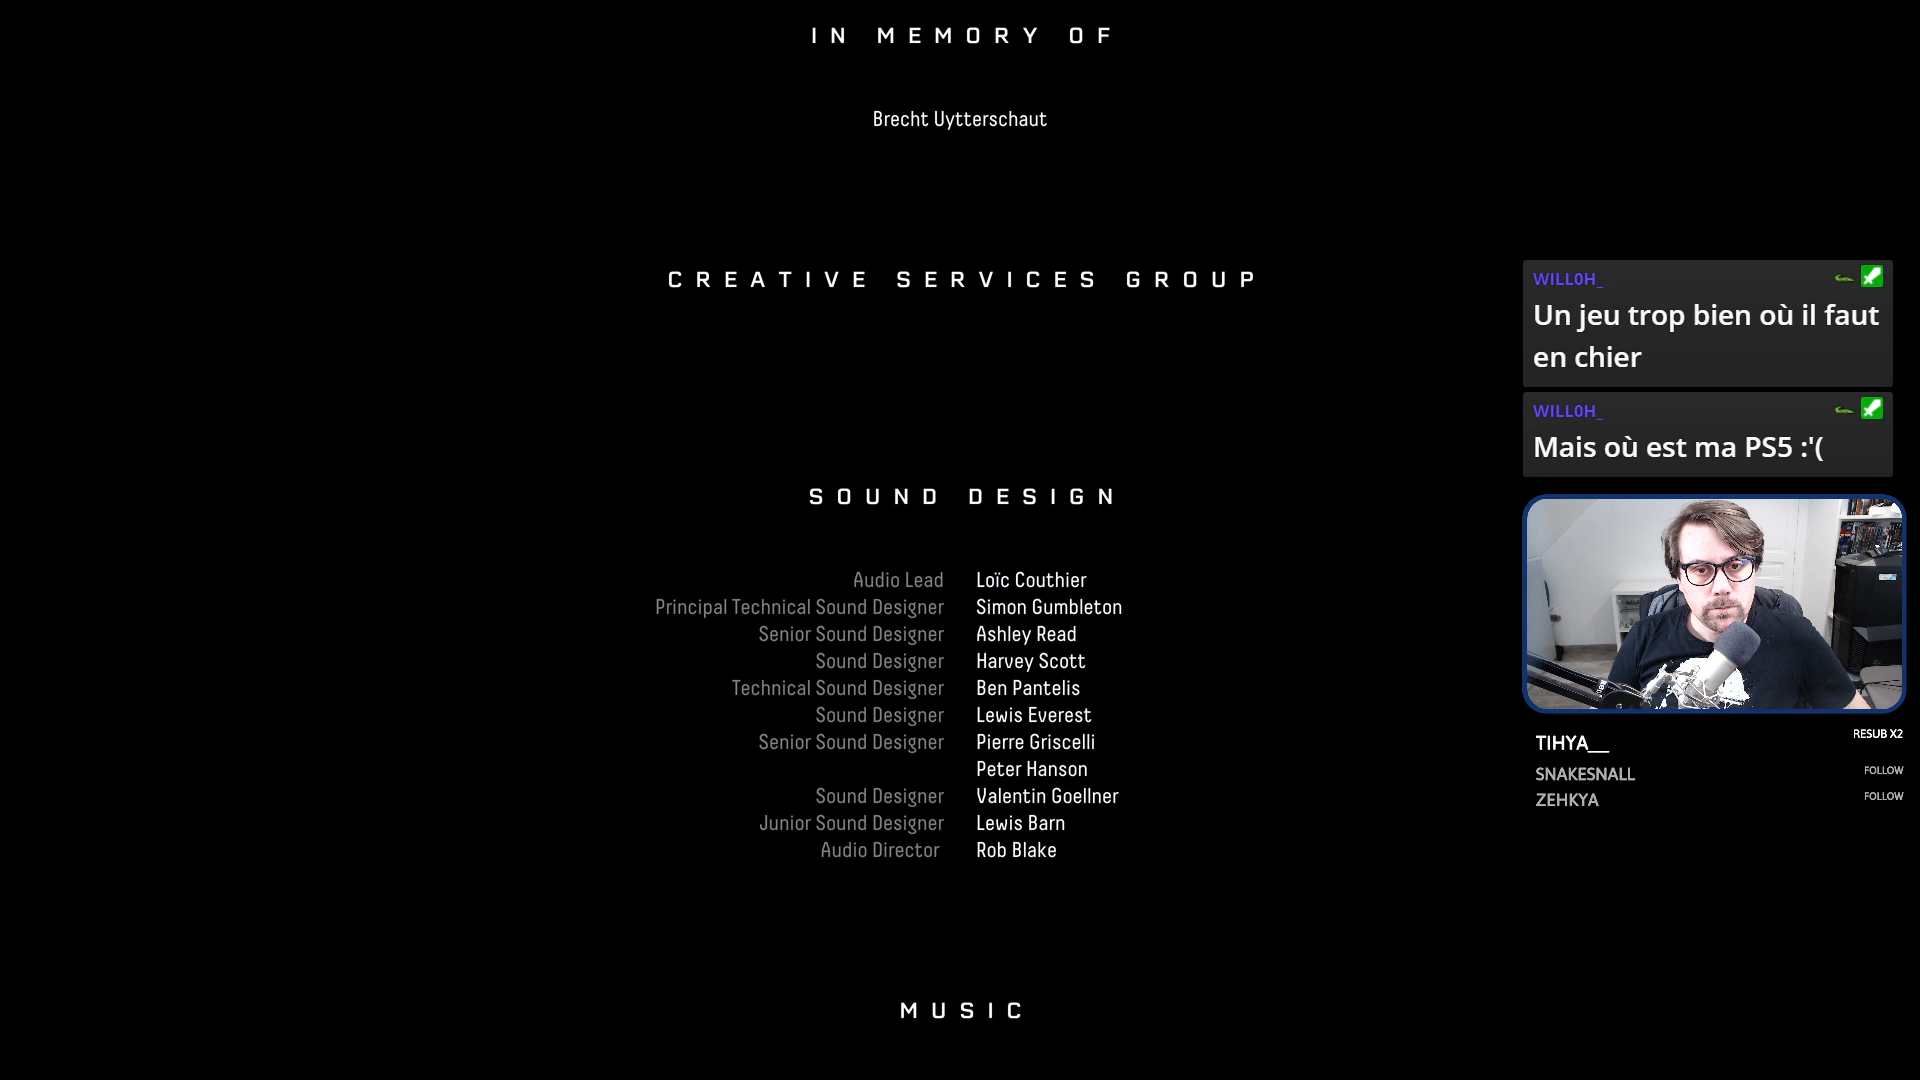 IN MEMORY OF
Brecht Uytterschaut
CREATIVE SERVICES GROUP
SOUND DESIGN
Audio Lead Loïc Couthier
Principal Technical Sound Designer Simon Gumbleton
Senior Sound Designer Ashley Read
Sound Designer Harvey Scott
Technical Sound Designer Ben Pantelis
Sound Designer Lewis Everest
Senior Sound Designer Pierre Griscelli
Peter Hanson
Sound Designer Valentin Goellner
Junior Sound Designer Lewis Barn
Audio Director Rob Blake
MUSIC
WILL0H_
Un jeu trop bien où il faut
en chier
WILL0H_
Mais où est ma PS5 :'(
TIHYA__ RESUB X2
SNAKESNALL FOLLOW
ZEHKYA FOLLOW